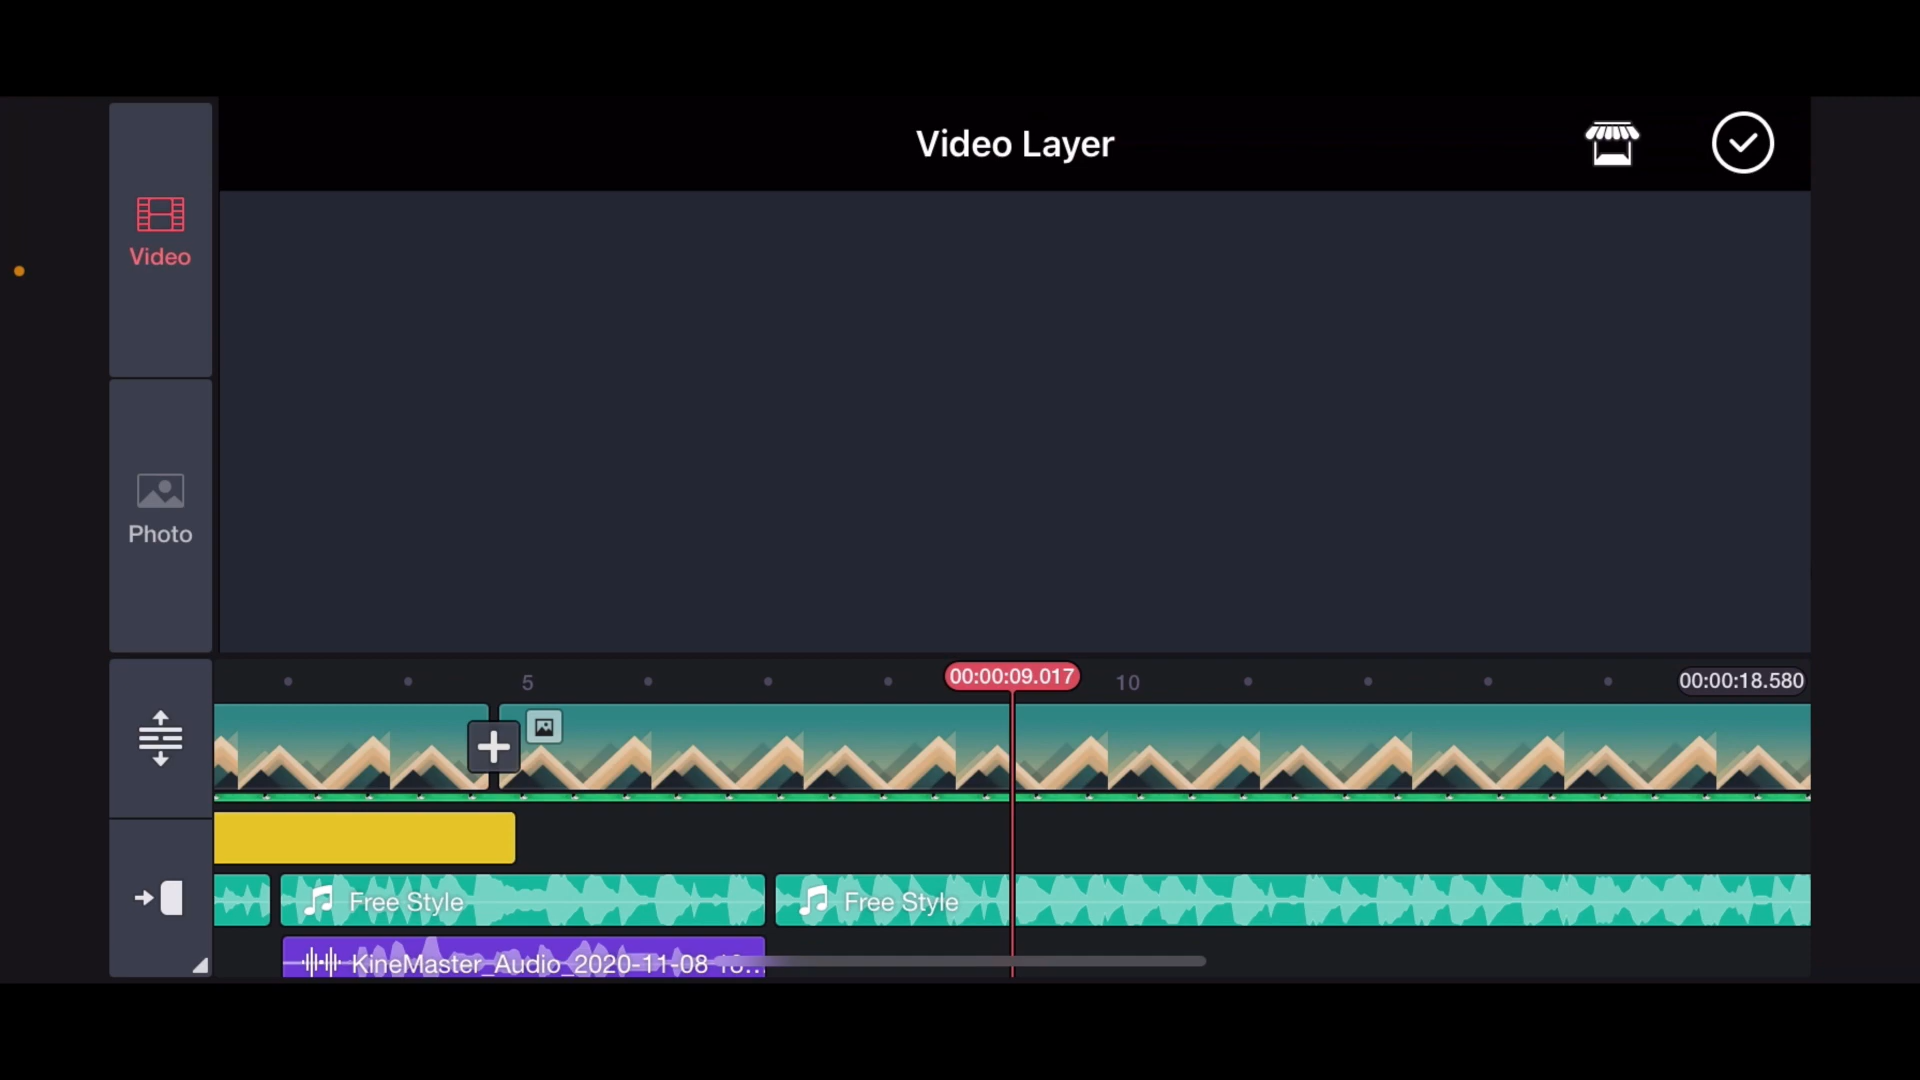 Video Layer
Video
Photo
5
00:00:09.017
10
00:00:18.580
Free Style
Free Style
KineMaster_Audio_2020-11-08